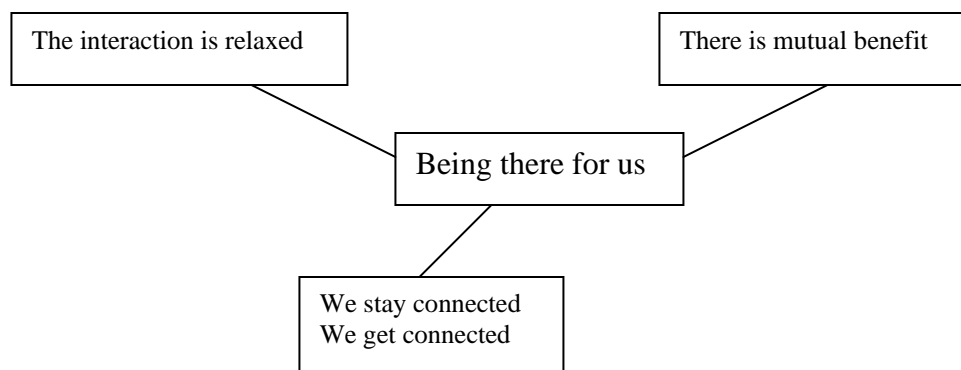 The interaction is relaxed
There is mutual benefit
Being there for us
We stay connected
We get connected